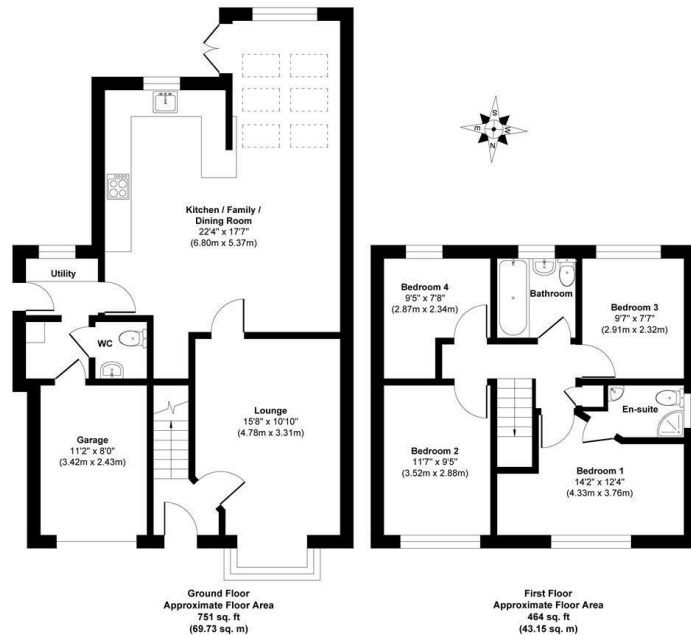 S
E
W
N
Kitchen / Family /
Dining Room
22'4" x 17'7"
(6.80m x 5.37m)
Utility
WC
Lounge
15'8" x 10'10"
(4.78m x 3.31m)
Garage
11'2" x 8'0"
(3.42m x 2.43m)
Ground Floor
Approximate Floor Area
751 sq. ft
(69.73 sq. m)
Bedroom 4
9'5" x 7'8"
(2.87m x 2.34m)
Bathroom
Bedroom 3
9'7" x 7'7"
(2.91m x 2.32m)
En-suite
Bedroom 2
11'7" x 9'5"
(3.52m x 2.88m)
Bedroom 1
14'2" x 12'4"
(4.33m x 3.76m)
First Floor
Approximate Floor Area
464 sq. ft
(43.15 sq. m)